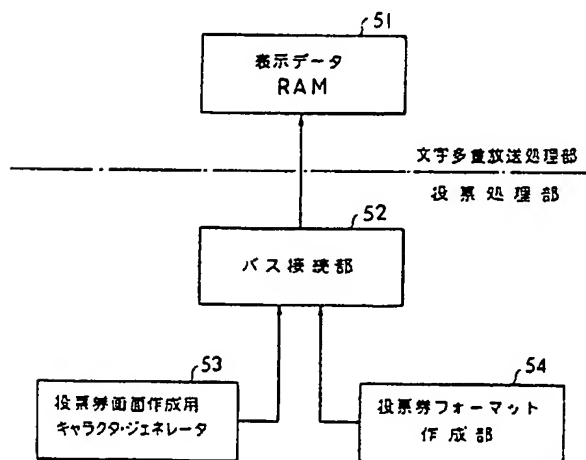 51
表示データ
RAM
文字多重放送処理部
投票処理部
52
バス接続部
53
投票券画面作成用
キャラクタ・ジェネレータ
54
投票券フォーマット
作成部